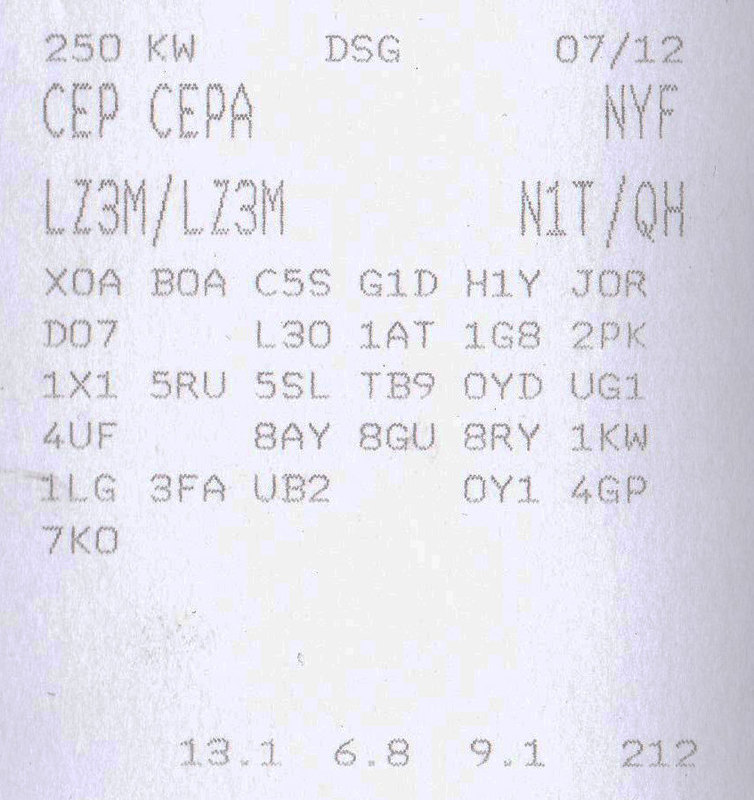 250 KW DSG 07/12
CEP CEPA NYF
LZ3M/LZ3M N1T/QH
X0A B0A C5S G1D H1Y J0R
D07 L30 1AT 1G8 2PK
1X1 5RU 5SL TB9 0YD UG1
4UF 8AY 8GU 8RY 1KW
1LG 3FA UB2 0Y1 4GP
7K0
13.1 6.8 9.1 212